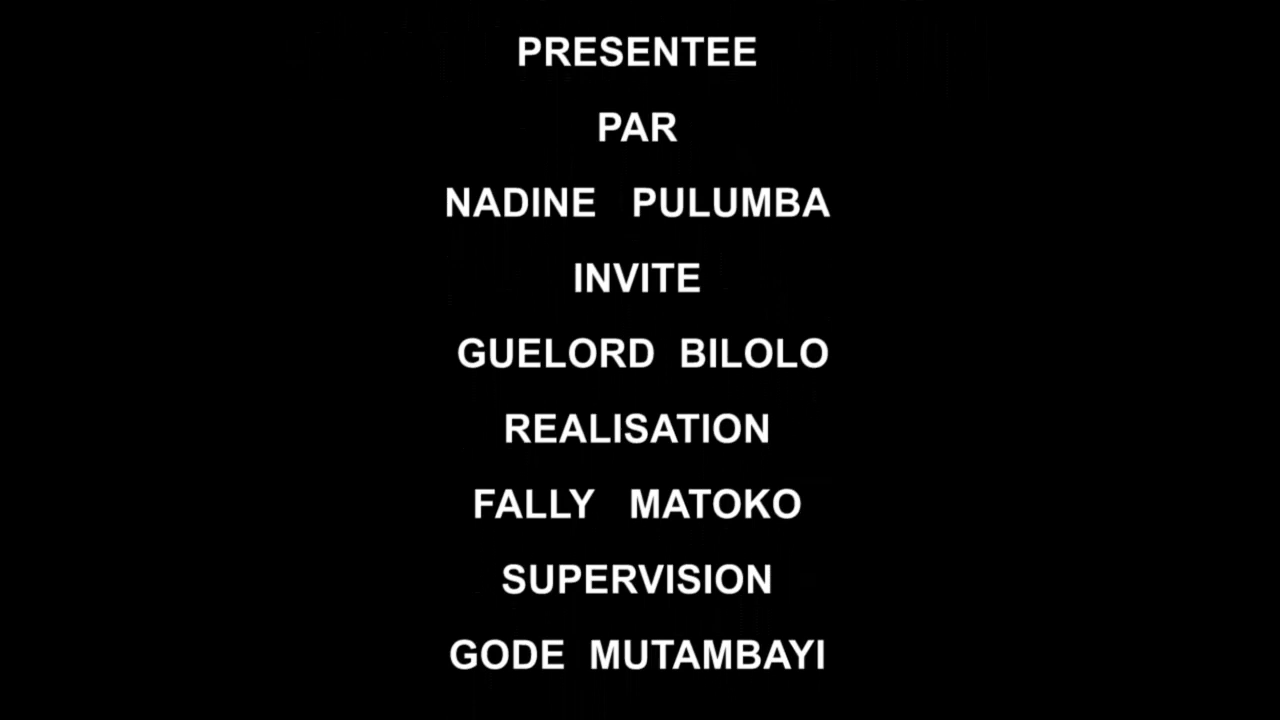 PRESENTEE
PAR
NADINE PULUMBA
INVITE
GUELORD BILOLO
REALISATION
FALLY MATOKO
SUPERVISION
GODE MUTAMBAYI